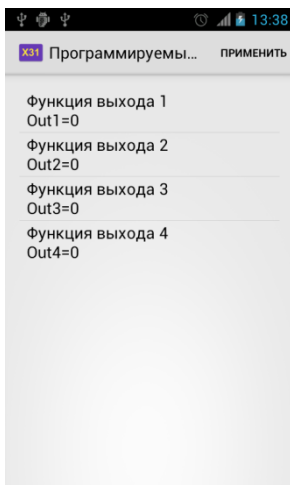 13:38
X31 Программируемы... ПРИМЕНИТЬ
Функция выхода 1
Out1=0
Функция выхода 2
Out2=0
Функция выхода 3
Out3=0
Функция выхода 4
Out4=0